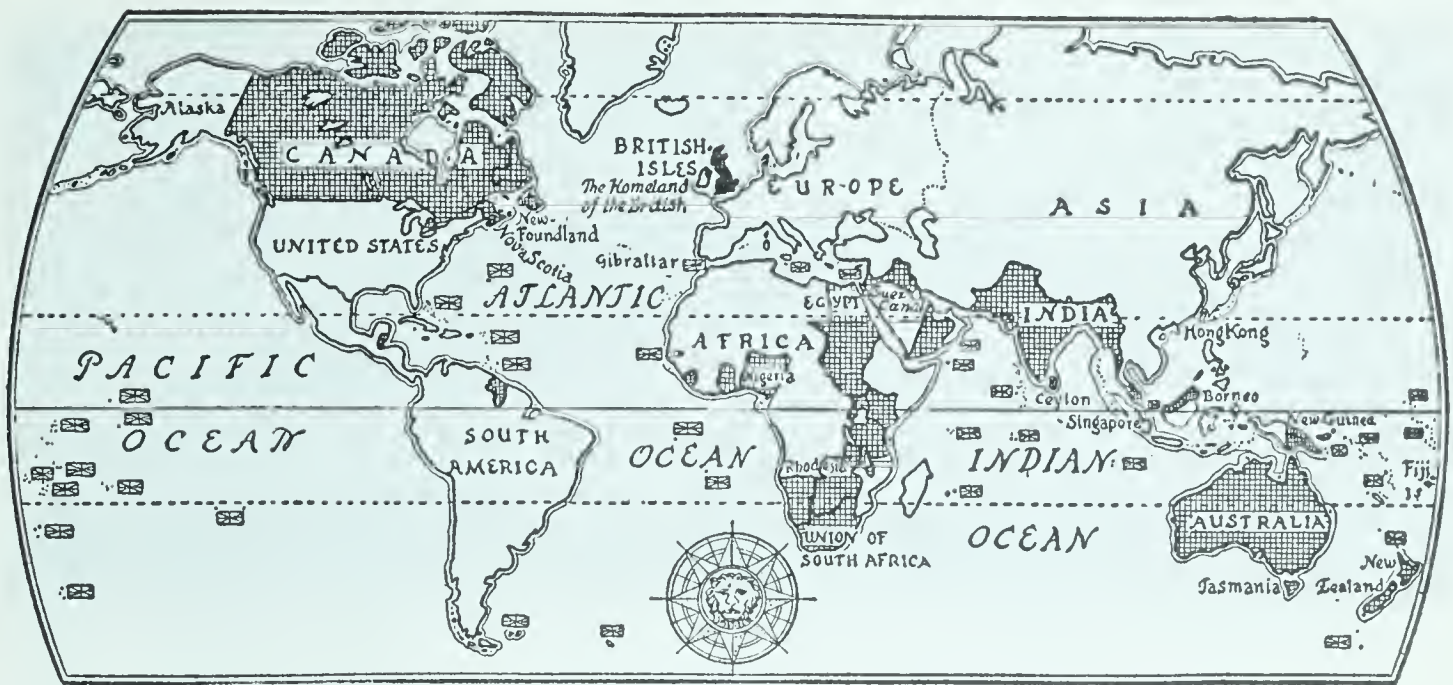 Alaska
CANADA
BRITISH
ISLES
The Homeland
of the British
EUROPE
ASIA
UNITED STATES
New-
Foundland
Nova Scotia
Gibraltar
ATLANTIC
EGYPT
Suez
Canal
INDIA
AFRICA
Hong Kong
PACIFIC
Nigeria
Ceylon
Borneo
Singapore
New Guinea
OCEAN
SOUTH
AMERICA
OCEAN
Rhodesia
INDIAN
Fiji
Is
AUSTRALIA
UNION OF
SOUTH AFRICA
OCEAN
Tasmania
New
Zealand